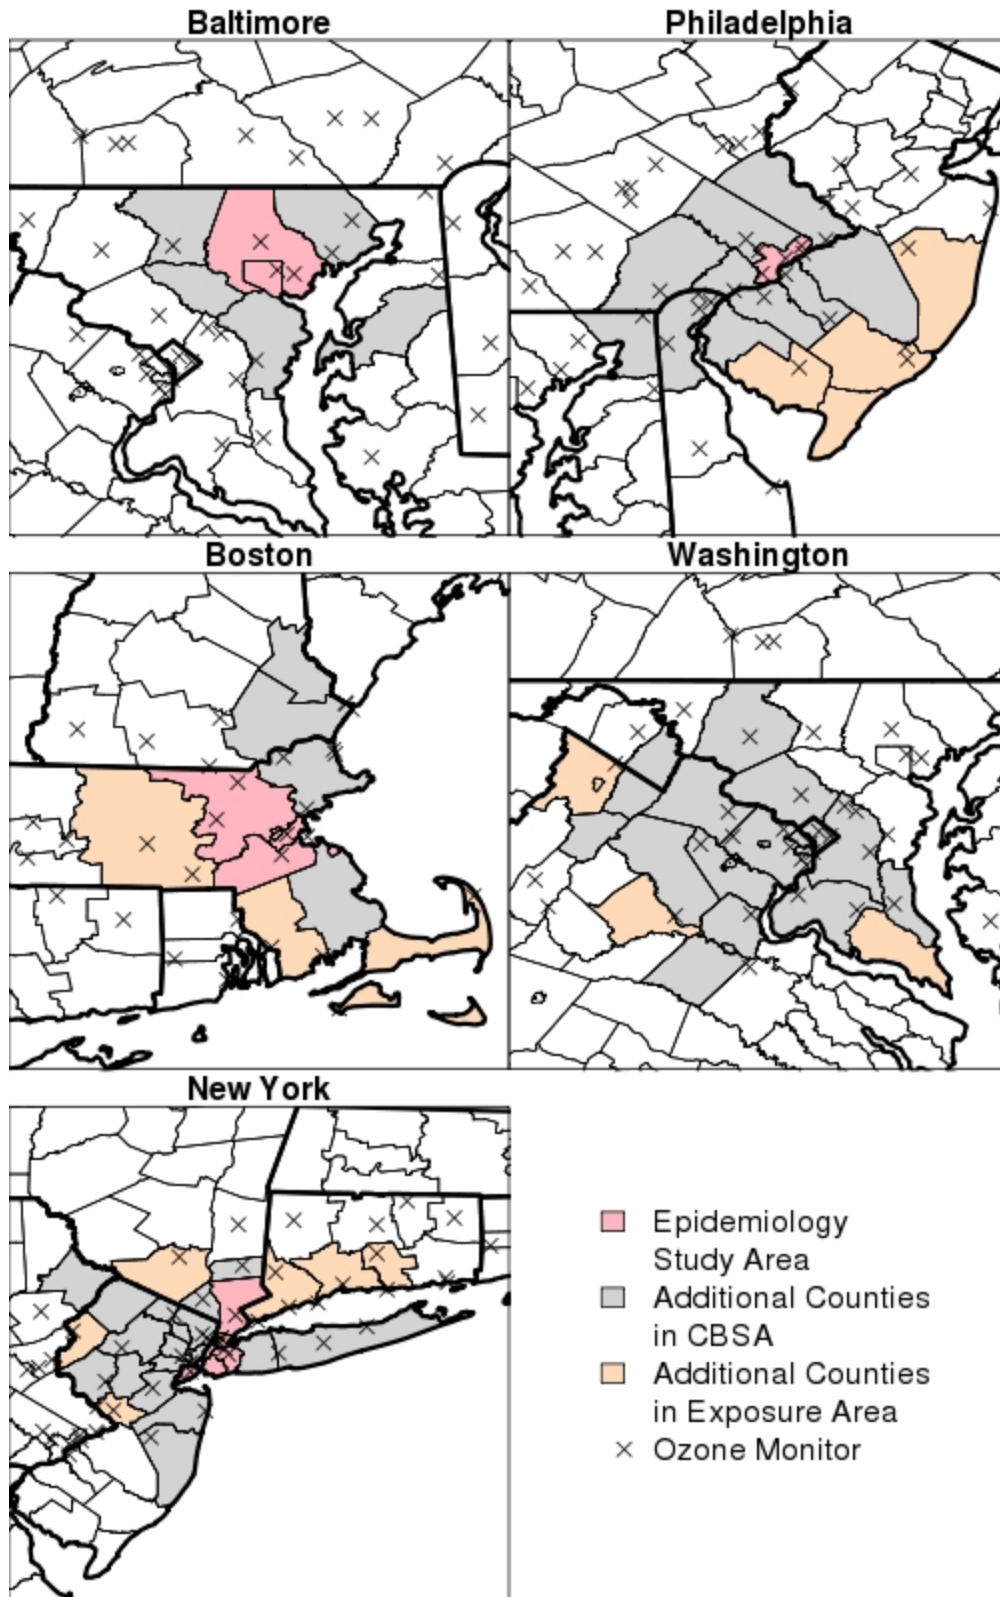 Baltimore
Philadelphia
Boston
Washington
New York
Epidemiology
Study Area
Additional Counties
in CBSA
Additional Counties
in Exposure Area
Ozone Monitor